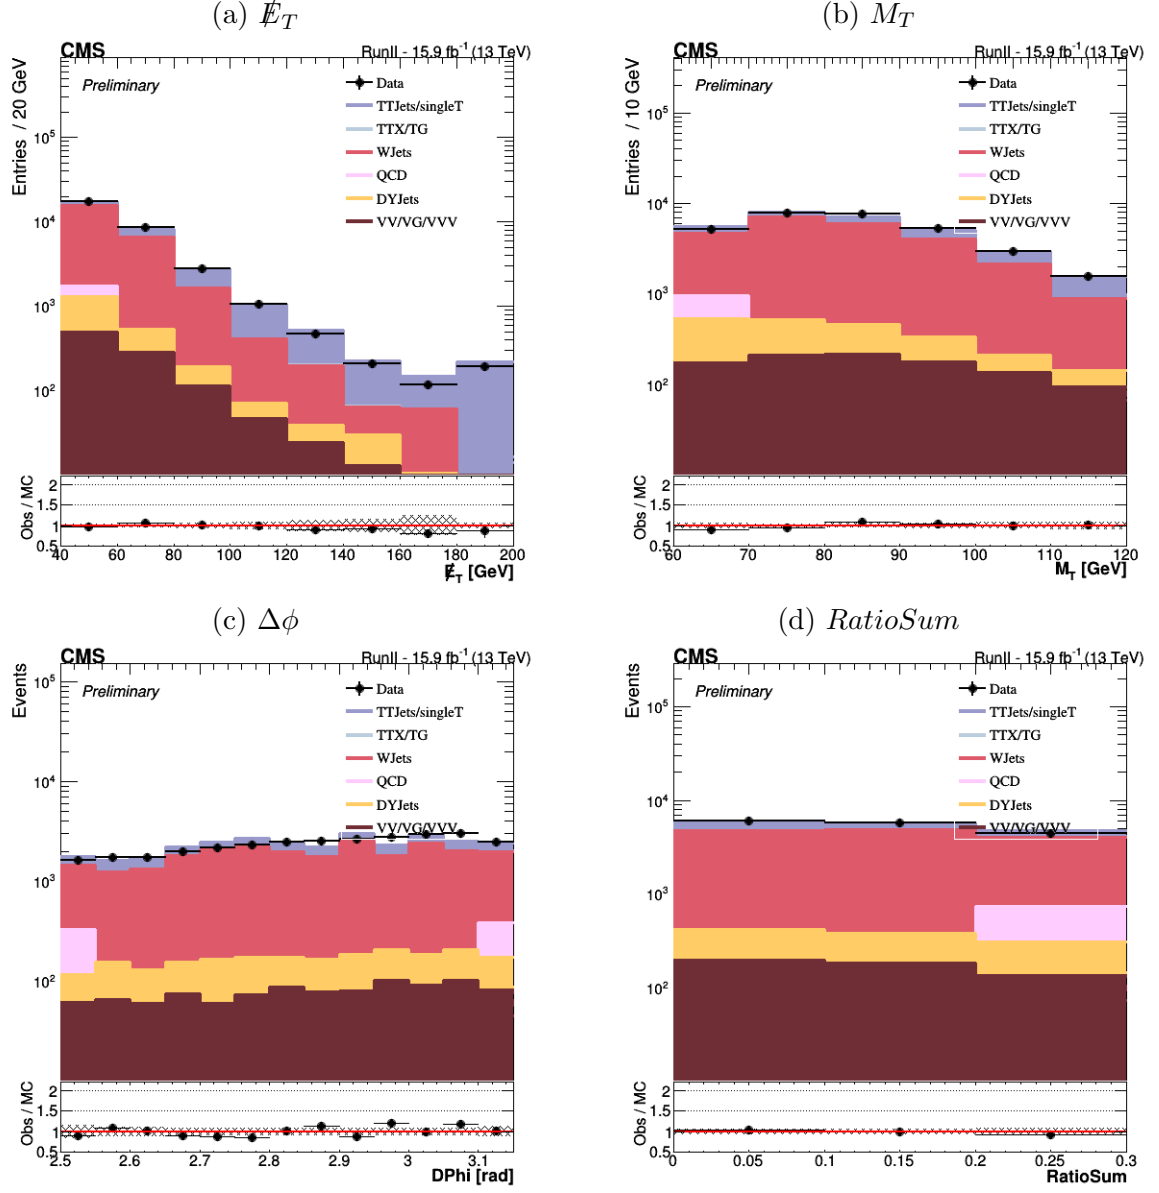 (a) E̸_T
(b) M_T
CMS RunII - 15.9 fb⁻¹ (13 TeV)
Preliminary
Entries / 20 GeV
Data
TTJets/singleT
TTX/TG
WJets
QCD
DYJets
VV/VG/VVV
10⁵
10⁴
10³
10²
Obs / MC
2
1.5
1
0.5
40 60 80 100 120 140 160 180 200
E̸_T [GeV]
CMS RunII - 15.9 fb⁻¹ (13 TeV)
Preliminary
Entries / 10 GeV
Data
TTJets/singleT
TTX/TG
WJets
QCD
DYJets
VV/VG/VVV
10⁵
10⁴
10³
10²
Obs / MC
2
1.5
1
0.5
60 70 80 90 100 110 120
M_T [GeV]
(c) Δϕ
(d) RatioSum
CMS RunII - 15.9 fb⁻¹ (13 TeV)
Preliminary
Events
Data
TTJets/singleT
TTX/TG
WJets
QCD
DYJets
VV/VG/VVV
10⁵
10⁴
10³
10²
Obs / MC
2
1.5
1
0.5
2.5 2.6 2.7 2.8 2.9 3 3.1
DPhi [rad]
CMS RunII - 15.9 fb⁻¹ (13 TeV)
Preliminary
Events
Data
TTJets/singleT
TTX/TG
WJets
QCD
DYJets
VV/VG/VVV
10⁵
10⁴
10³
10²
Obs / MC
2
1.5
1
0.5
0 0.05 0.1 0.15 0.2 0.25 0.3
RatioSum